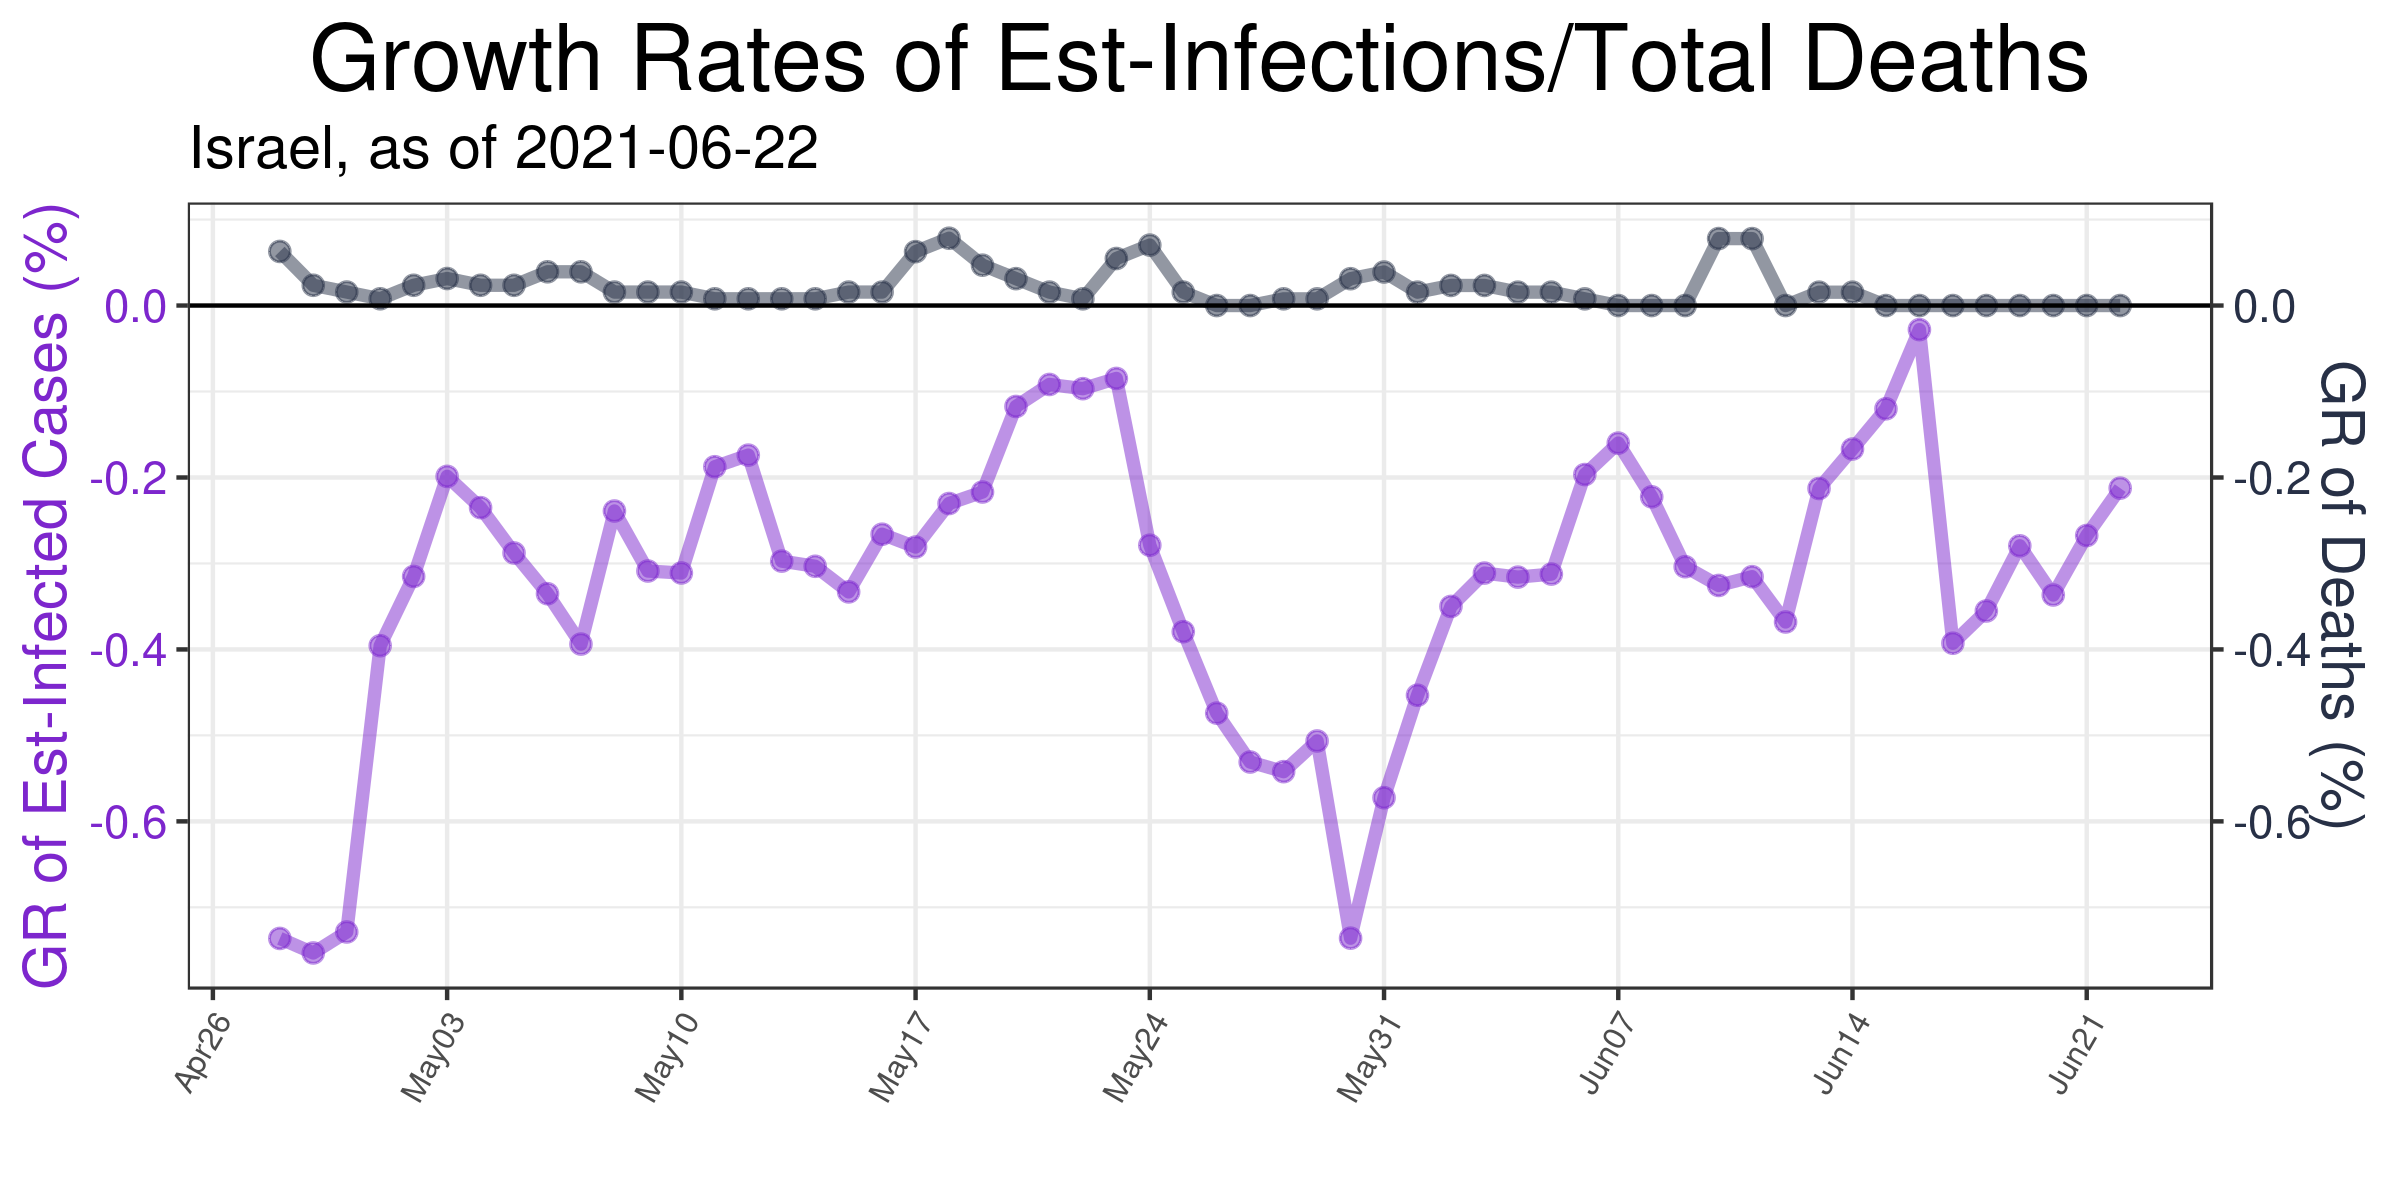 Growth Rates of Est-Infections/Total Deaths
Israel, as of 2021-06-22
GR of Est-Infected Cases (%)
0.0
-0.2
-0.4
-0.6
0.0
-0.2
-0.4
-0.6
GR of Deaths (%)
Apr26
May03
May10
May17
May24
May31
Jun07
Jun14
Jun21